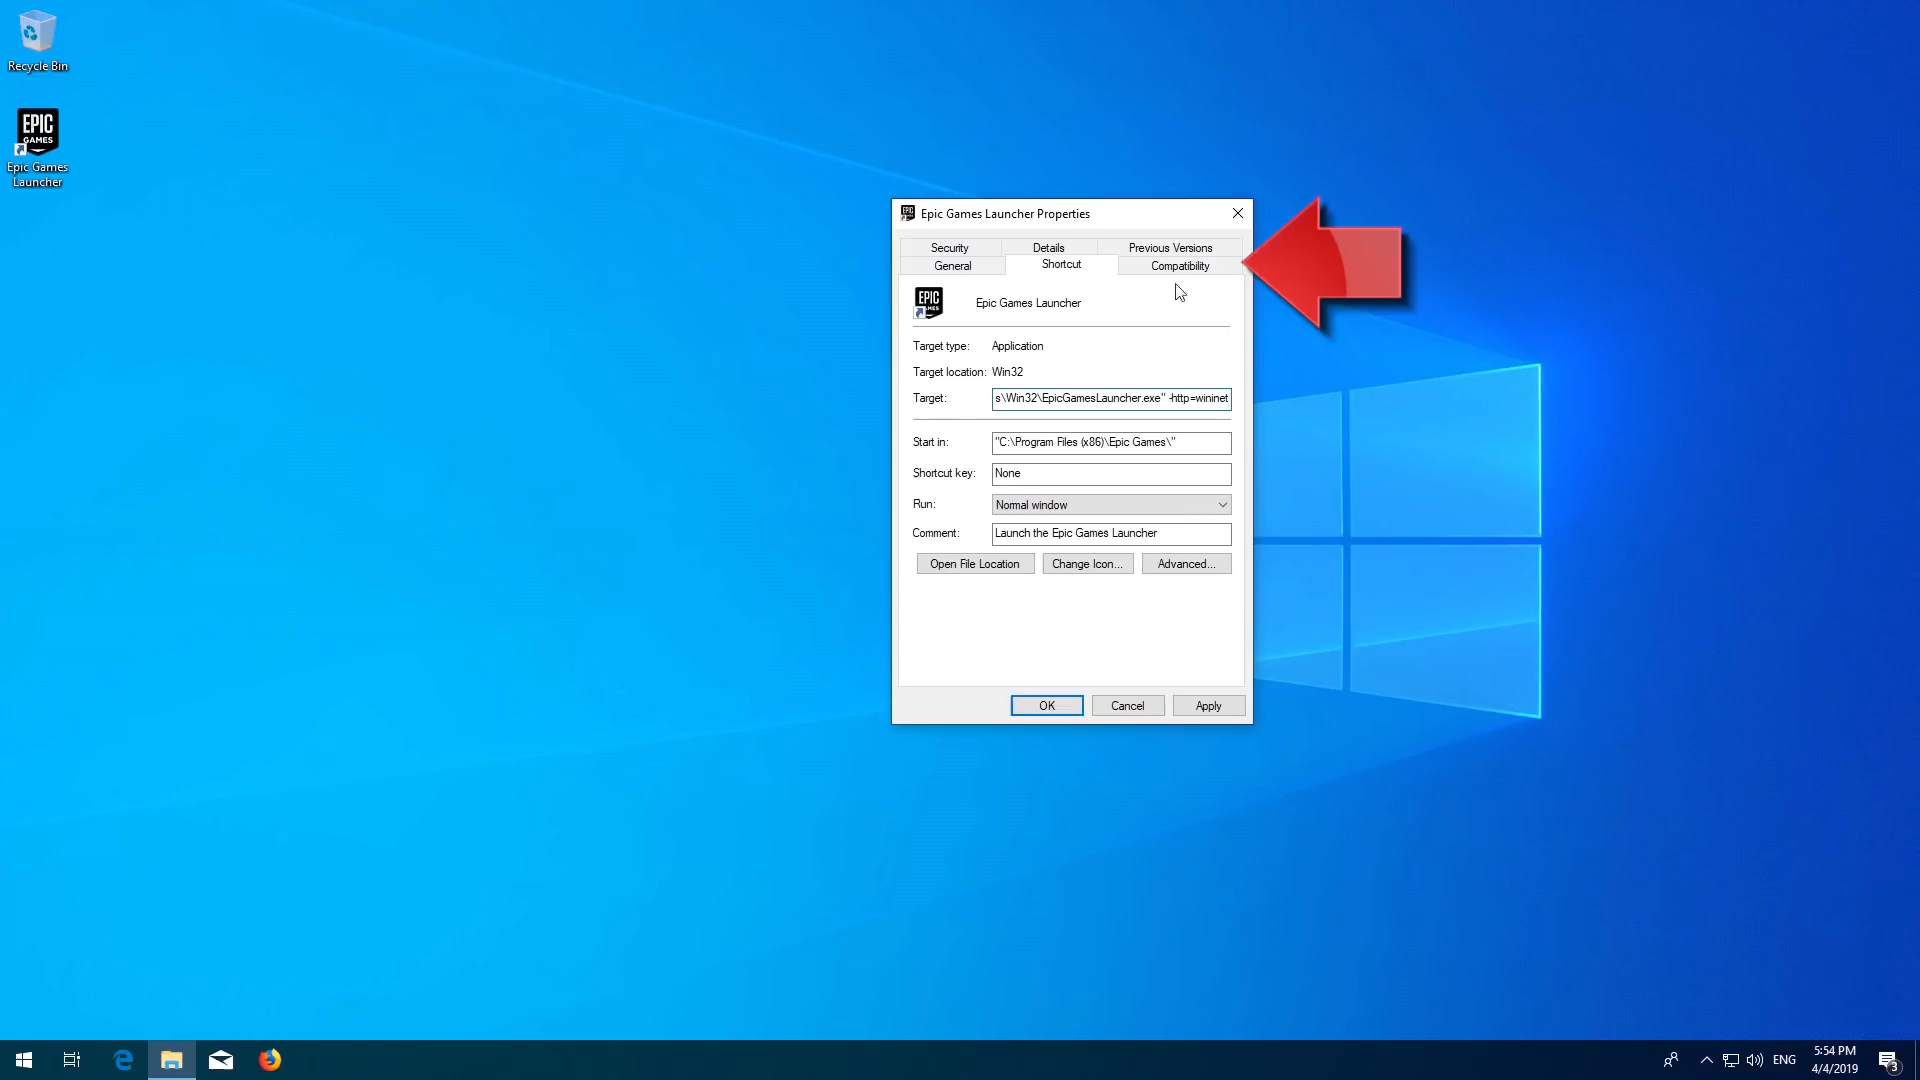 Recycle Bin
EPIC
GAMES
Epic Games
Launcher
Epic Games Launcher Properties
Security Details Previous Versions
General Shortcut Compatibility
EPIC
Epic Games Launcher
Target type: Application
Target location: Win32
Target: s\Win32\EpicGamesLauncher.exe" -http=wininet
Start in: "C:\Program Files (x86)\Epic Games\"
Shortcut key: None
Run: Normal window
Comment: Launch the Epic Games Launcher
Open File Location Change Icon... Advanced...
OK Cancel Apply
ENG
5:54 PM
4/4/2019
3